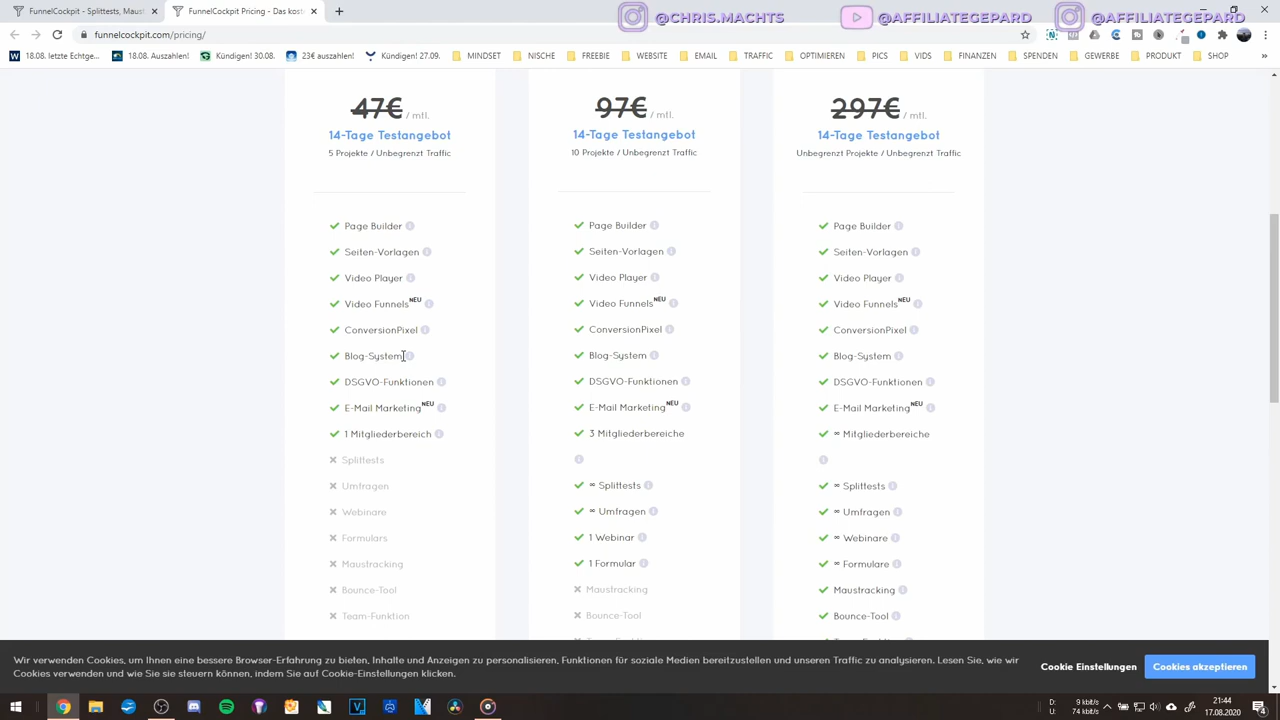 FunnelCockpit - Splittests, Maust
FunnelCockpit Pricing - Das kost
@CHRIS.MACHTS
@AFFILIATEGEPARD
@AFFILIATEGEPARD
funnelcockpit.com/pricing/
18.08. letzte Echtge...
18.08. Auszahlen!
Kündigen! 30.08.
23€ auszahlen!
Kündigen! 27.09.
MINDSET
NISCHE
FREEBIE
WEBSITE
EMAIL
TRAFFIC
OPTIMIEREN
PICS
VIDS
FINANZEN
SPENDEN
GEWERBE
PRODUKT
SHOP
»
47€ / mtl.
14-Tage Testangebot
5 Projekte / Unbegrenzt Traffic
Page Builder
Seiten-Vorlagen
Video Player
Video Funnels NEU
ConversionPixel
Blog-System
DSGVO-Funktionen
E-Mail Marketing NEU
1 Mitgliederbereich
Splittests
Umfragen
Webinare
Formulars
Maustracking
Bounce-Tool
Team-Funktion
97€ / mtl.
14-Tage Testangebot
10 Projekte / Unbegrenzt Traffic
Page Builder
Seiten-Vorlagen
Video Player
Video Funnels NEU
ConversionPixel
Blog-System
DSGVO-Funktionen
E-Mail Marketing NEU
3 Mitgliederbereiche
∞ Splittests
∞ Umfragen
1 Webinar
1 Formular
Maustracking
Bounce-Tool
297€ / mtl.
14-Tage Testangebot
Unbegrenzt Projekte / Unbegrenzt Traffic
Page Builder
Seiten-Vorlagen
Video Player
Video Funnels NEU
ConversionPixel
Blog-System
DSGVO-Funktionen
E-Mail Marketing NEU
∞ Mitgliederbereiche
∞ Splittests
∞ Umfragen
∞ Webinare
∞ Formulare
Maustracking
Bounce-Tool
Wir verwenden Cookies, um Ihnen eine bessere Browser-Erfahrung zu bieten, Inhalte und Anzeigen zu personalisieren, Funktionen für soziale Medien bereitzustellen und unseren Traffic zu analysieren. Lesen Sie, wie wir
Cookies verwenden und wie Sie sie steuern können, indem Sie auf Cookie-Einstellungen klicken.
Cookie Einstellungen
Cookies akzeptieren
D: 9 kbit/s
U: 74 kbit/s
21:44
17.08.2020